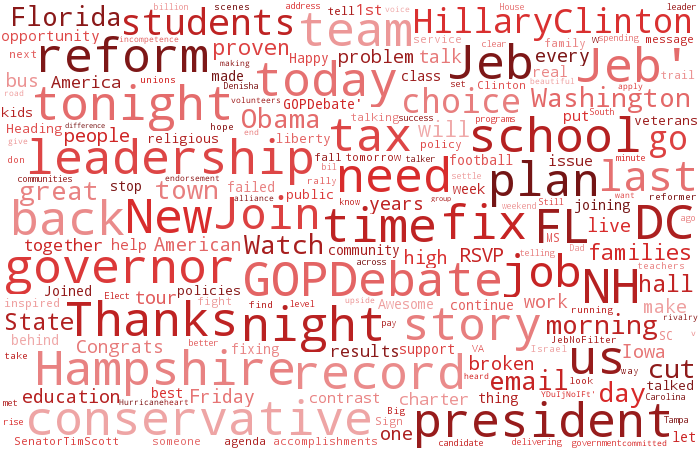 Florida students billion scenes address tell 1st voice House leader
opportunity incompetence team HillaryClinton
reform proven Happy problem talk service w spending message
next making clear family
bus America unions made Denisha today class Jeb every Jeb'
road tonight volunteers GOPDebate' choice set Clinton real trail
kids Obama talking success Washington beautiful apply
Heading people difference religious hope liberty tax will programs put South veterans
give end policy school issue minute go
don leadership fall tomorrow talker football
communities endorsement bil need plan last
great town stop failed alliance rally public week settle joining reformer
back New Join know years group weekend Still want ago
time fix FL MS live DC
together help American Watch community high RSVP telling Dad families
governor across GOPDebate job teachers
inspired Joined Elect tour policies fight find level upside Awesome continue work NH hall
State Thanks night story make
behind pay morning running SC rivalry v
Congrats better fixing results support VA Israel JebNoFilter Iowa
take Hampshire record heard broken us cut
education best Friday contrast charter email thing look way talked
met Hurricaneheart YDuIjNoIFt' day Carolina
rise conservative Big Sign one president Tampa let
SenatorTimScott someone agenda accomplishments candidate delivering government committed